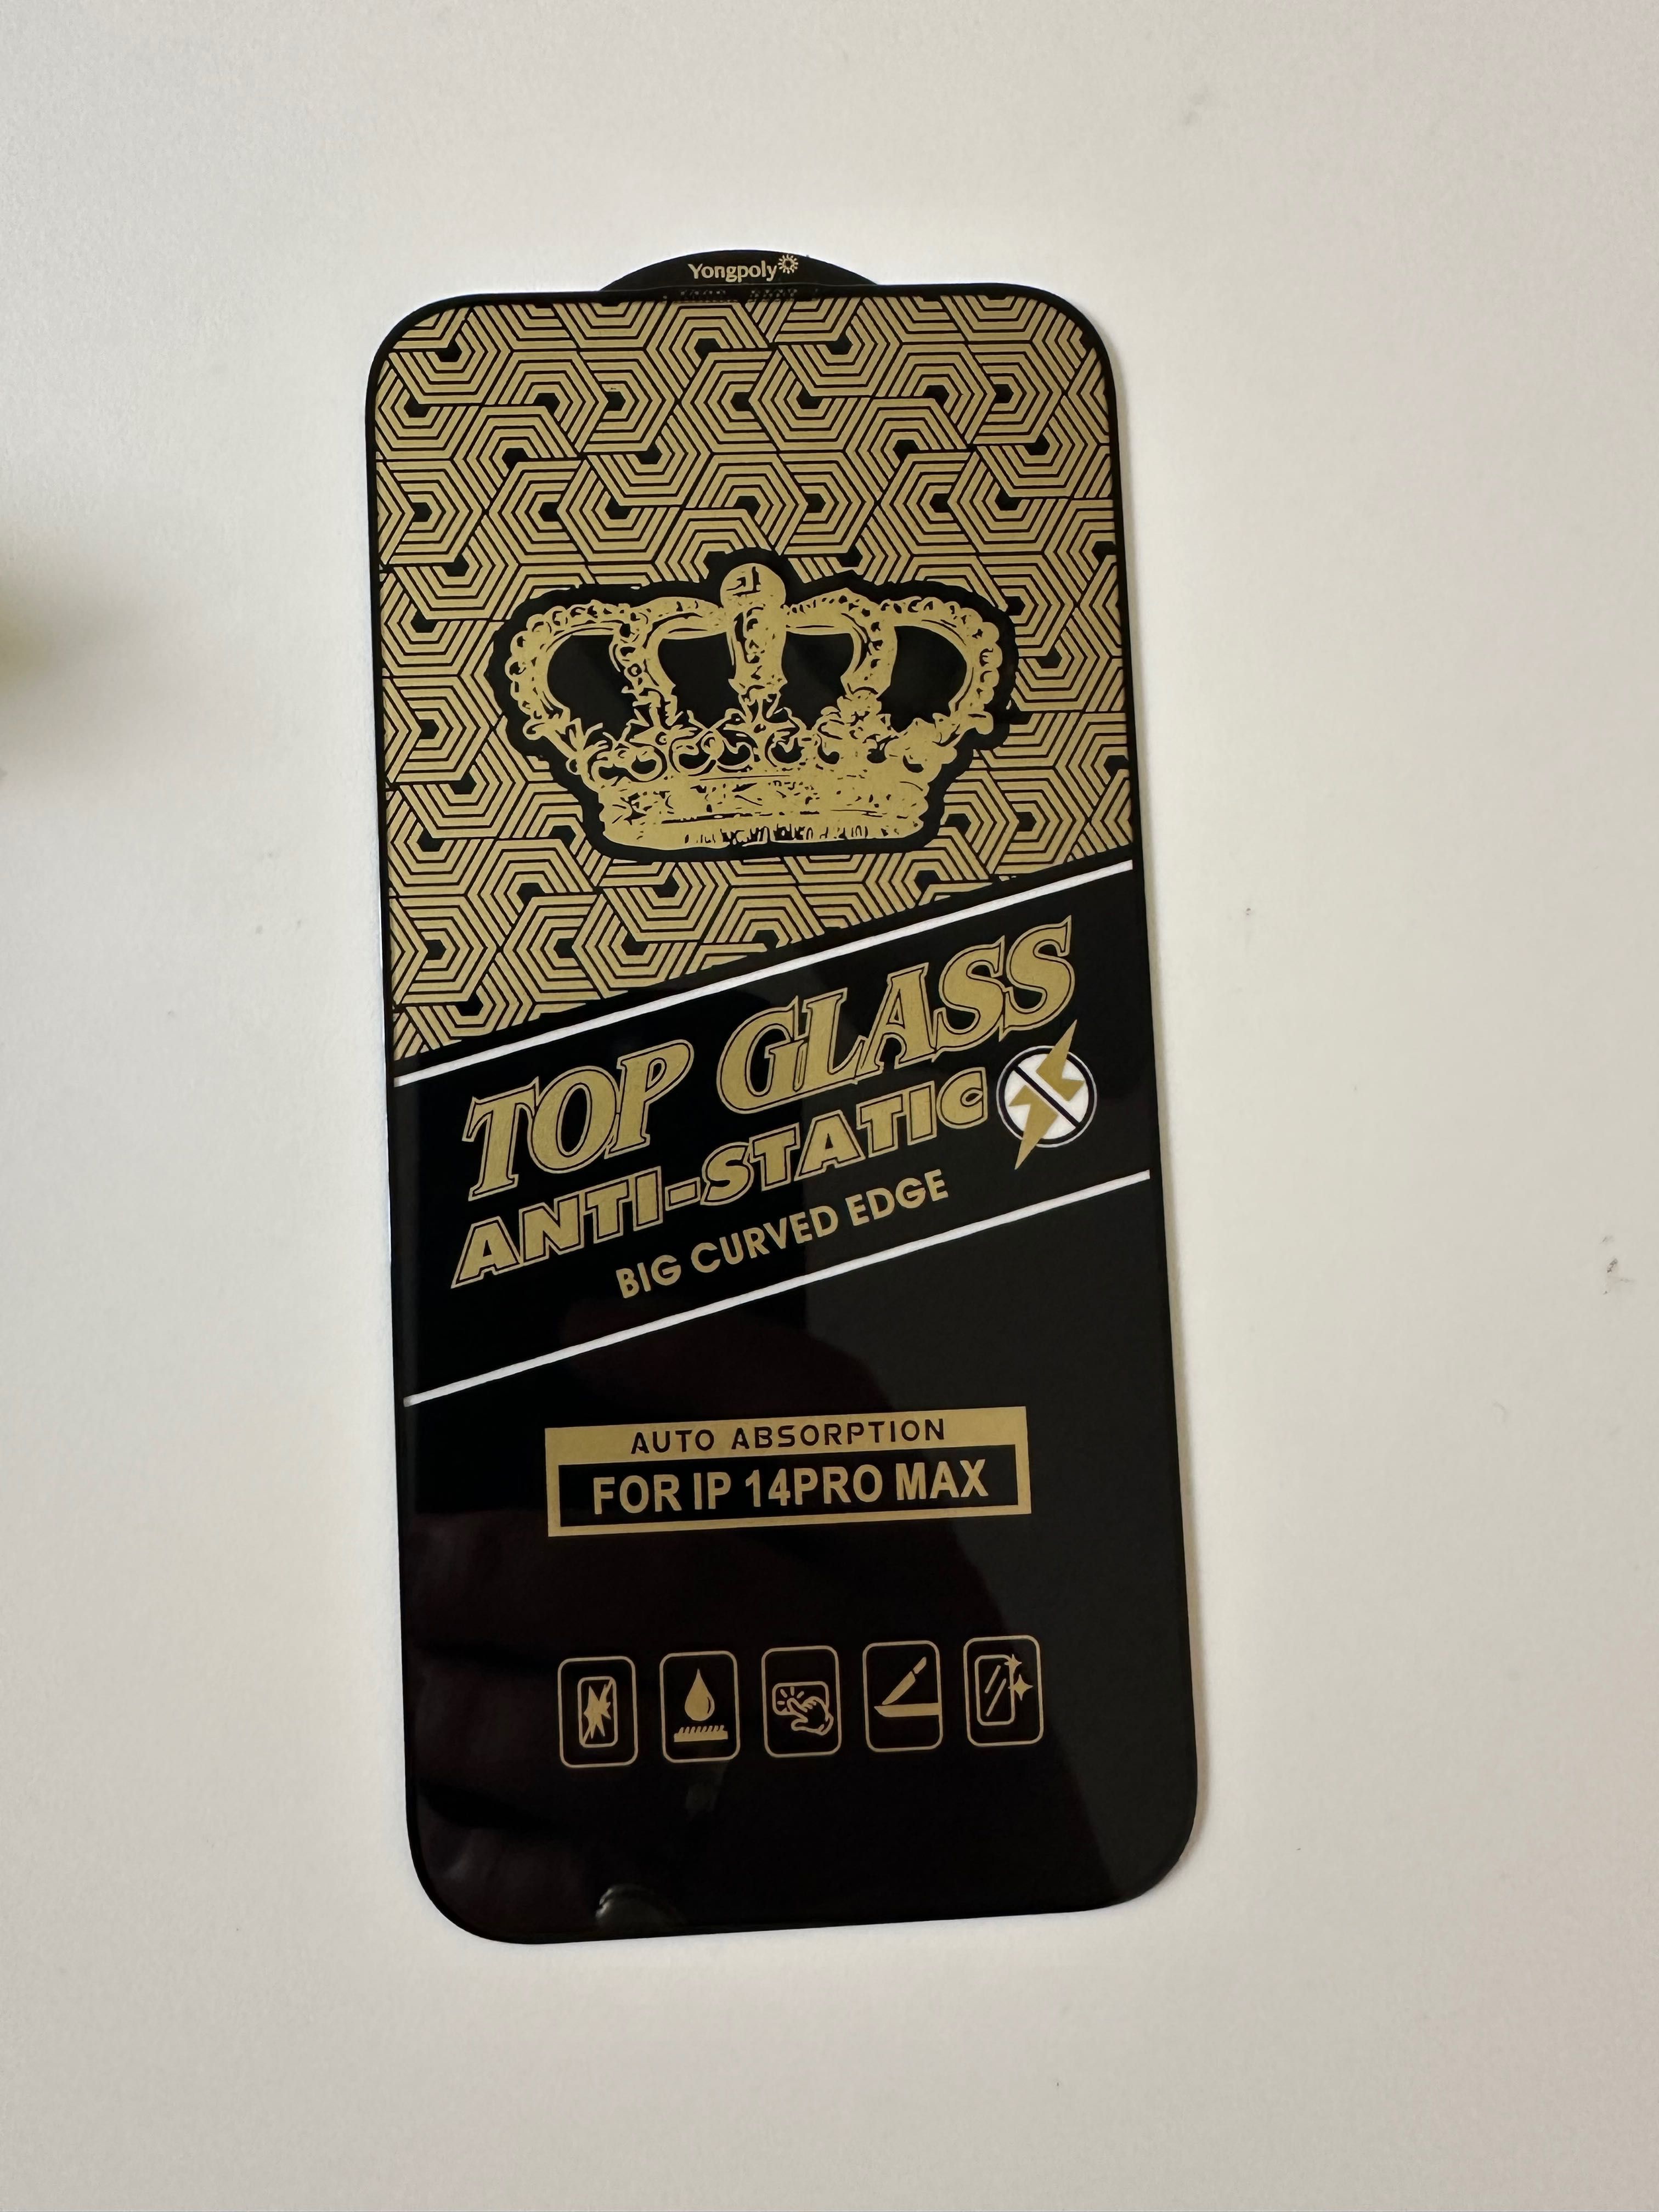 Yongpoly
TOP GLASS
ANTI-STATIC
BIG CURVED EDGE
AUTO ABSORPTION
FOR IP 14PRO MAX